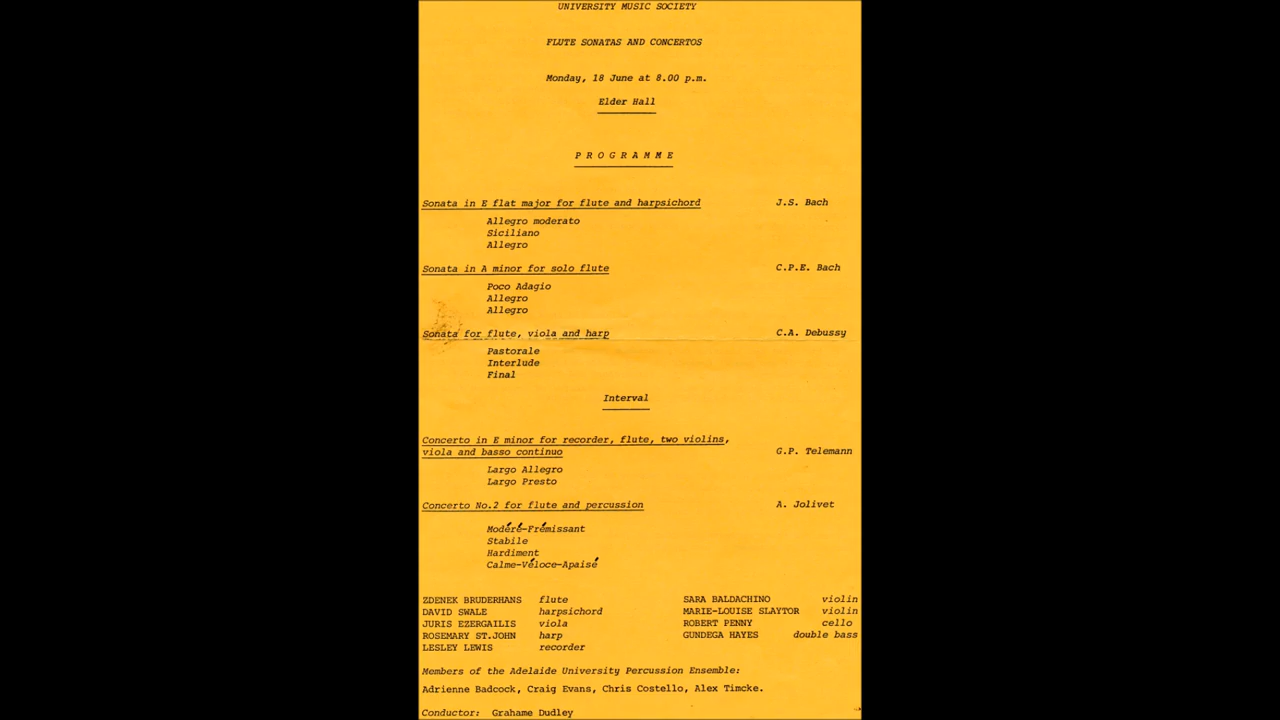 UNIVERSITY MUSIC SOCIETY
FLUTE SONATAS AND CONCERTOS
Monday, 18 June at 8.00 p.m.
Elder Hall
P R O G R A M M E
Sonata in E flat major for flute and harpsichord J.S. Bach
Allegro moderato
Siciliano
Allegro
Sonata in A minor for solo flute C.P.E. Bach
Poco Adagio
Allegro
Allegro
Sonata for flute, viola and harp C.A. Debussy
Pastorale
Interlude
Final
Interval
Concerto in E minor for recorder, flute, two violins,
viola and basso continuo G.P. Telemann
Largo Allegro
Largo Presto
Concerto No.2 for flute and percussion A. Jolivet
Modéré-Frémissant
Stabile
Hardiment
Calme-Véloce-Apaisé
ZDENEK BRUDERHANS flute SARA BALDACHINO violin
DAVID SWALE harpsichord MARIE-LOUISE SLAYTOR violin
JURIS EZERGAILIS viola ROBERT PENNY cello
ROSEMARY ST.JOHN harp GUNDEGA HAYES double bass
LESLEY LEWIS recorder
Members of the Adelaide University Percussion Ensemble:
Adrienne Badcock, Craig Evans, Chris Costello, Alex Timcke.
Conductor: Grahame Dudley